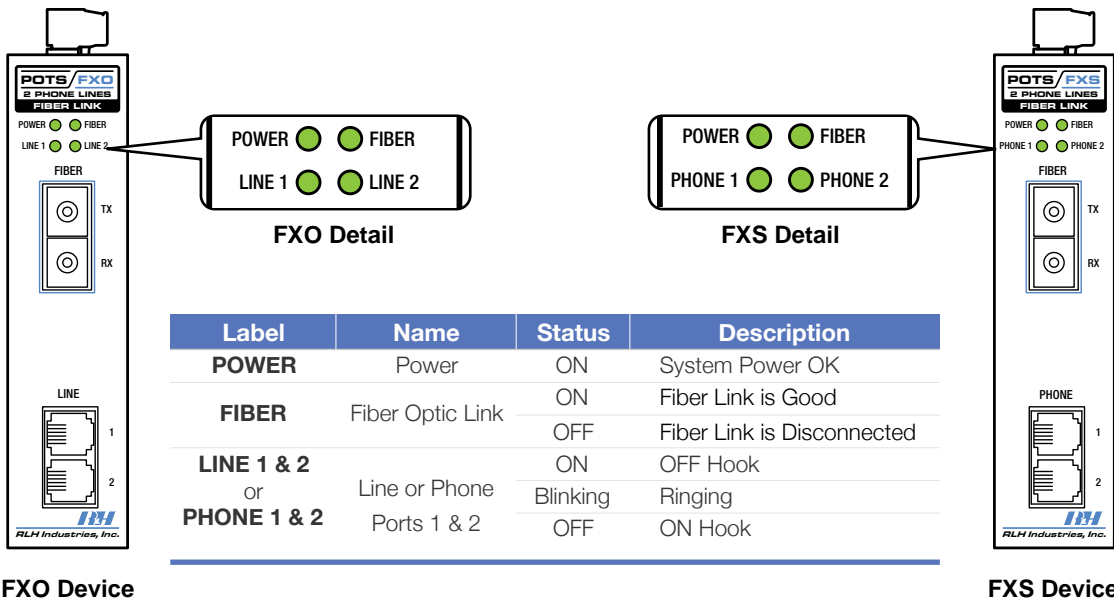 POTS/FXO
2 PHONE LINES
FIBER LINK
POWER FIBER
LINE 1 LINE 2
FIBER
TX
RX
LINE
1
2
RLH
RLH Industries, Inc.
FXO Device
POWER FIBER
LINE 1 LINE 2
FXO Detail
POWER FIBER
PHONE 1 PHONE 2
FXS Detail
POTS/FXS
2 PHONE LINES
FIBER LINK
POWER FIBER
PHONE 1 PHONE 2
FIBER
TX
RX
PHONE
1
2
RLH
RLH Industries, Inc.
FXS Device
Label Name Status Description
POWER Power ON System Power OK
FIBER Fiber Optic Link ON Fiber Link is Good
OFF Fiber Link is Disconnected
LINE 1 & 2 or PHONE 1 & 2 Line or Phone Ports 1 & 2 ON OFF Hook
Blinking Ringing
OFF ON Hook